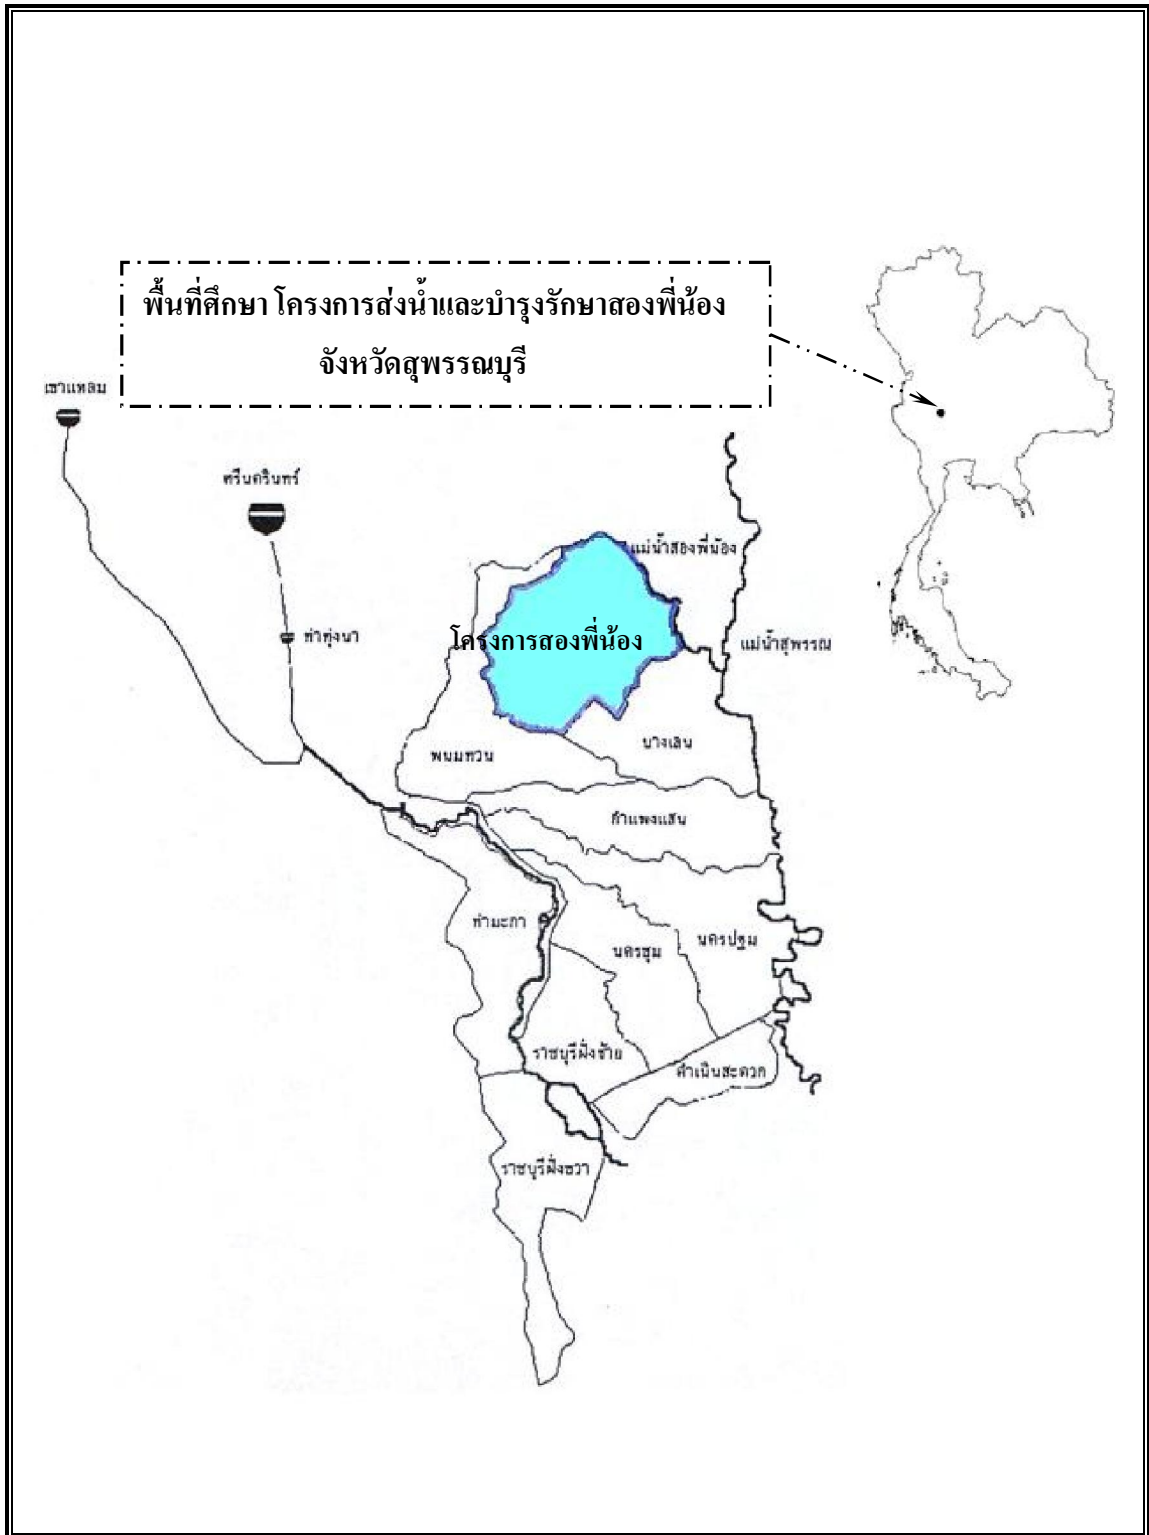 พื้นที่ศึกษา โครงการส่งน้ำและบำรุงรักษาสองพี่น้อง
จังหวัดสุพรรณบุรี
เขาแหลม
ศรีนครินทร์
ท่าทุ่งนา
แม่น้ำสองพี่น้อง
โครงการสองพี่น้อง
แม่น้ำสุพรรณ
บางเลน
พนมทวน
กำแพงแสน
ท่ามะกา
นครชุม
นครปฐม
ราชบุรีฝั่งซ้าย
ดำเนินสะดวก
ราชบุรีฝั่งขวา